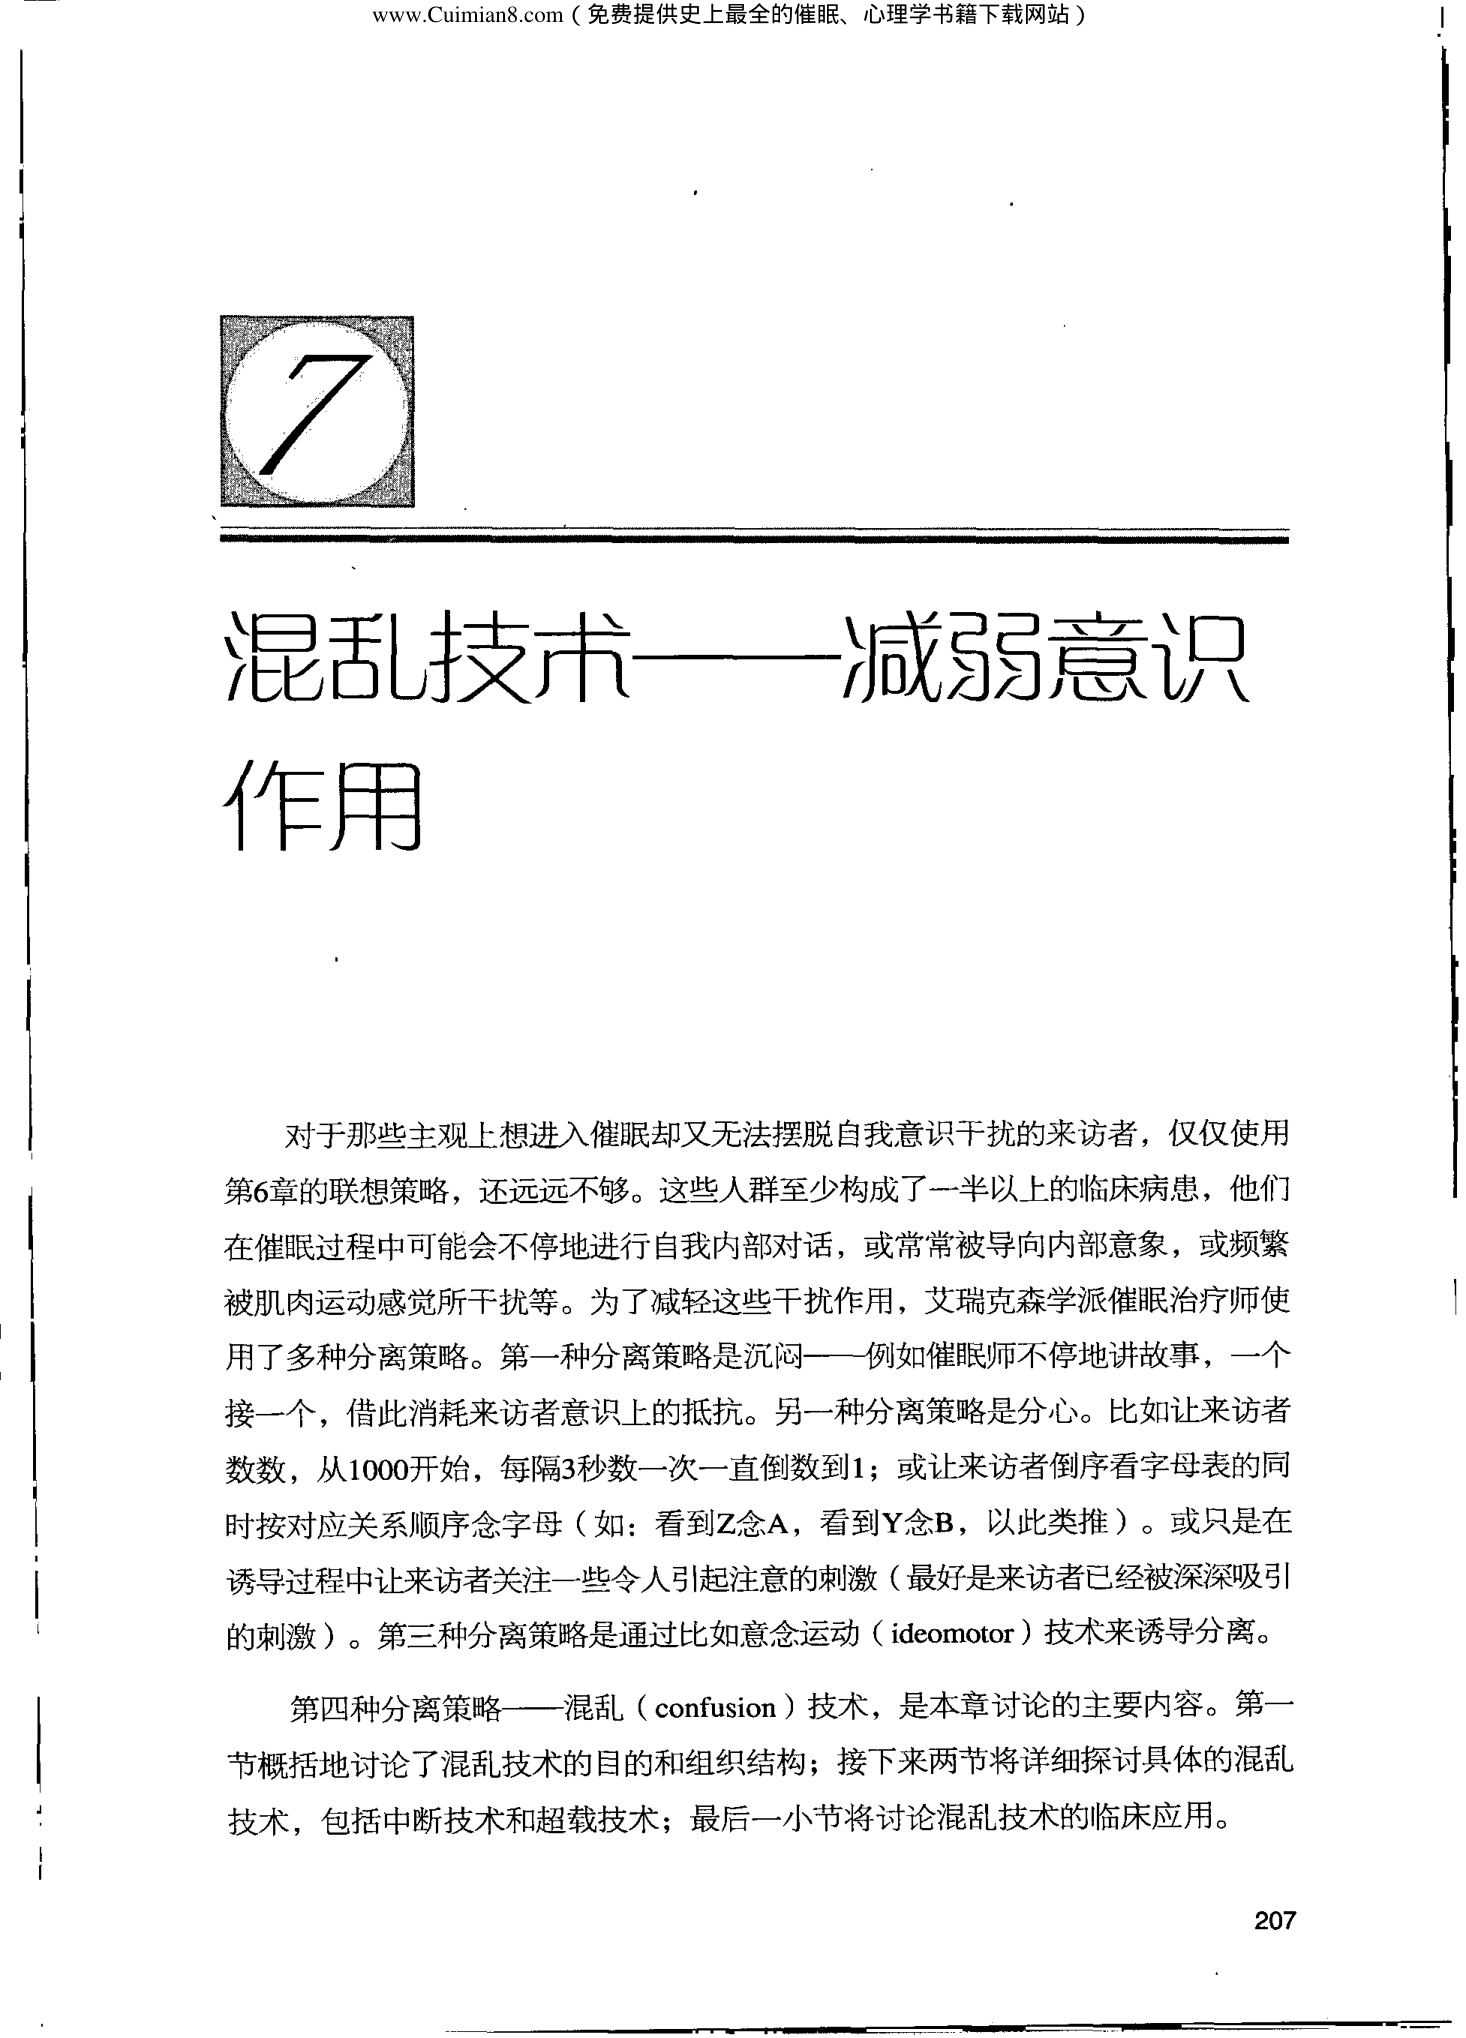 www.Cuimian8.com（免费提供史上最全的催眠、心理学书籍下载网站）
7
混乱技术——减弱意识
作用
对于那些主观上想进入催眠却又无法摆脱自我意识干扰的来访者，仅仅使用
第6章的联想策略，还远远不够。这些人群至少构成了一半以上的临床病患，他们
在催眠过程中可能会不停地进行自我内部对话，或常常被导向内部意象，或频繁
被肌肉运动感觉所干扰等。为了减轻这些干扰作用，艾瑞克森学派催眠治疗师使
用了多种分离策略。第一种分离策略是沉闷——例如催眠师不停地讲故事，一个
接一个，借此消耗来访者意识上的抵抗。另一种分离策略是分心。比如让来访者
数数，从1000开始，每隔3秒数一次一直倒数到1；或让来访者倒序看字母表的同
时按对应关系顺序念字母（如：看到Z念A，看到Y念B，以此类推）。或只是在
诱导过程中让来访者关注一些令人引起注意的刺激（最好是来访者已经被深深吸引
的刺激）。第三种分离策略是通过比如意念运动（ideomotor）技术来诱导分离。
第四种分离策略——混乱（confusion）技术，是本章讨论的主要内容。第一
节概括地讨论了混乱技术的目的和组织结构；接下来两节将详细探讨具体的混乱
技术，包括中断技术和超载技术；最后一小节将讨论混乱技术的临床应用。
207